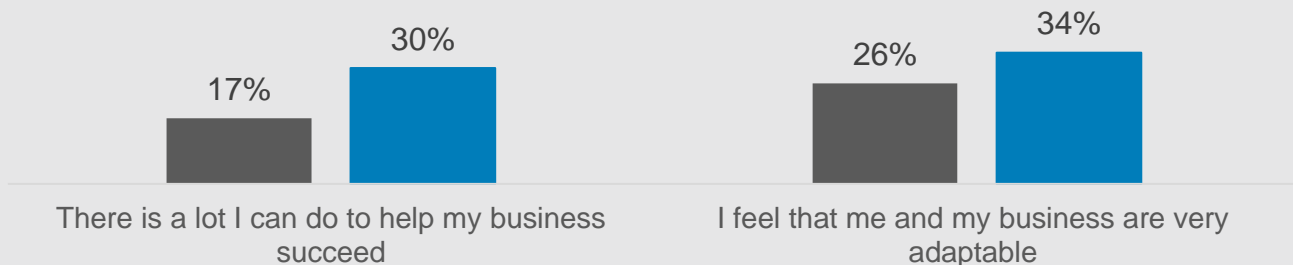 17%
30%
26%
34%
There is a lot I can do to help my business
succeed
I feel that me and my business are very
adaptable